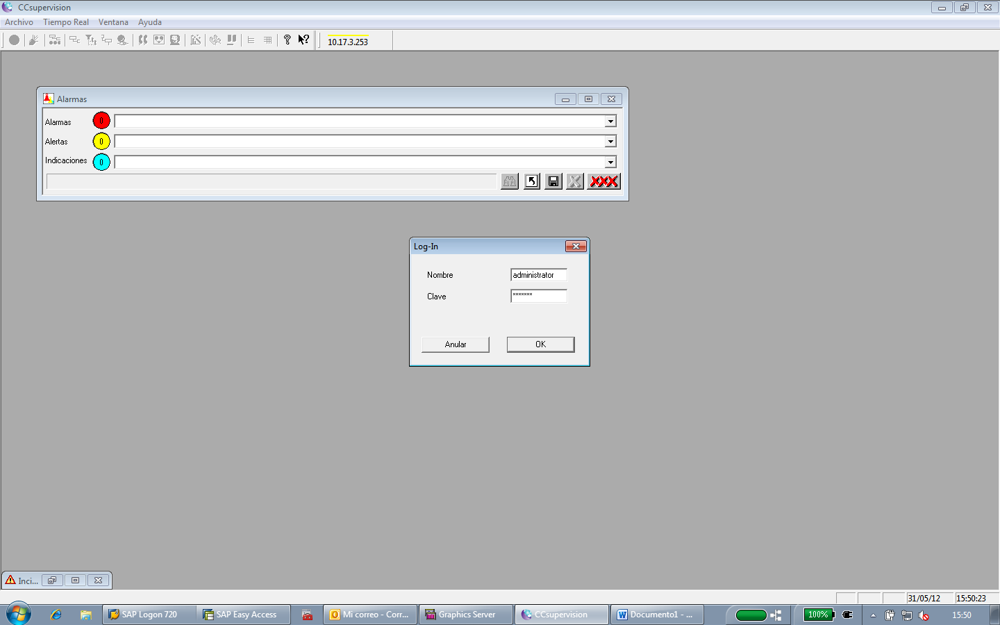 CCsupervision
Archivo Tiempo Real Ventana Ayuda
10.17.3.253
Alarmas
Alarmas 0
Alertas 0
Indicaciones 0
XXX
Log-In
Nombre administrator
Clave *******
Anular OK
Inci...
31/05/12 15:50:23
SAP Logon 720 SAP Easy Access Mi correo - Corr... Graphics Server CCsupervision Documento1 - ... 100% 15:50